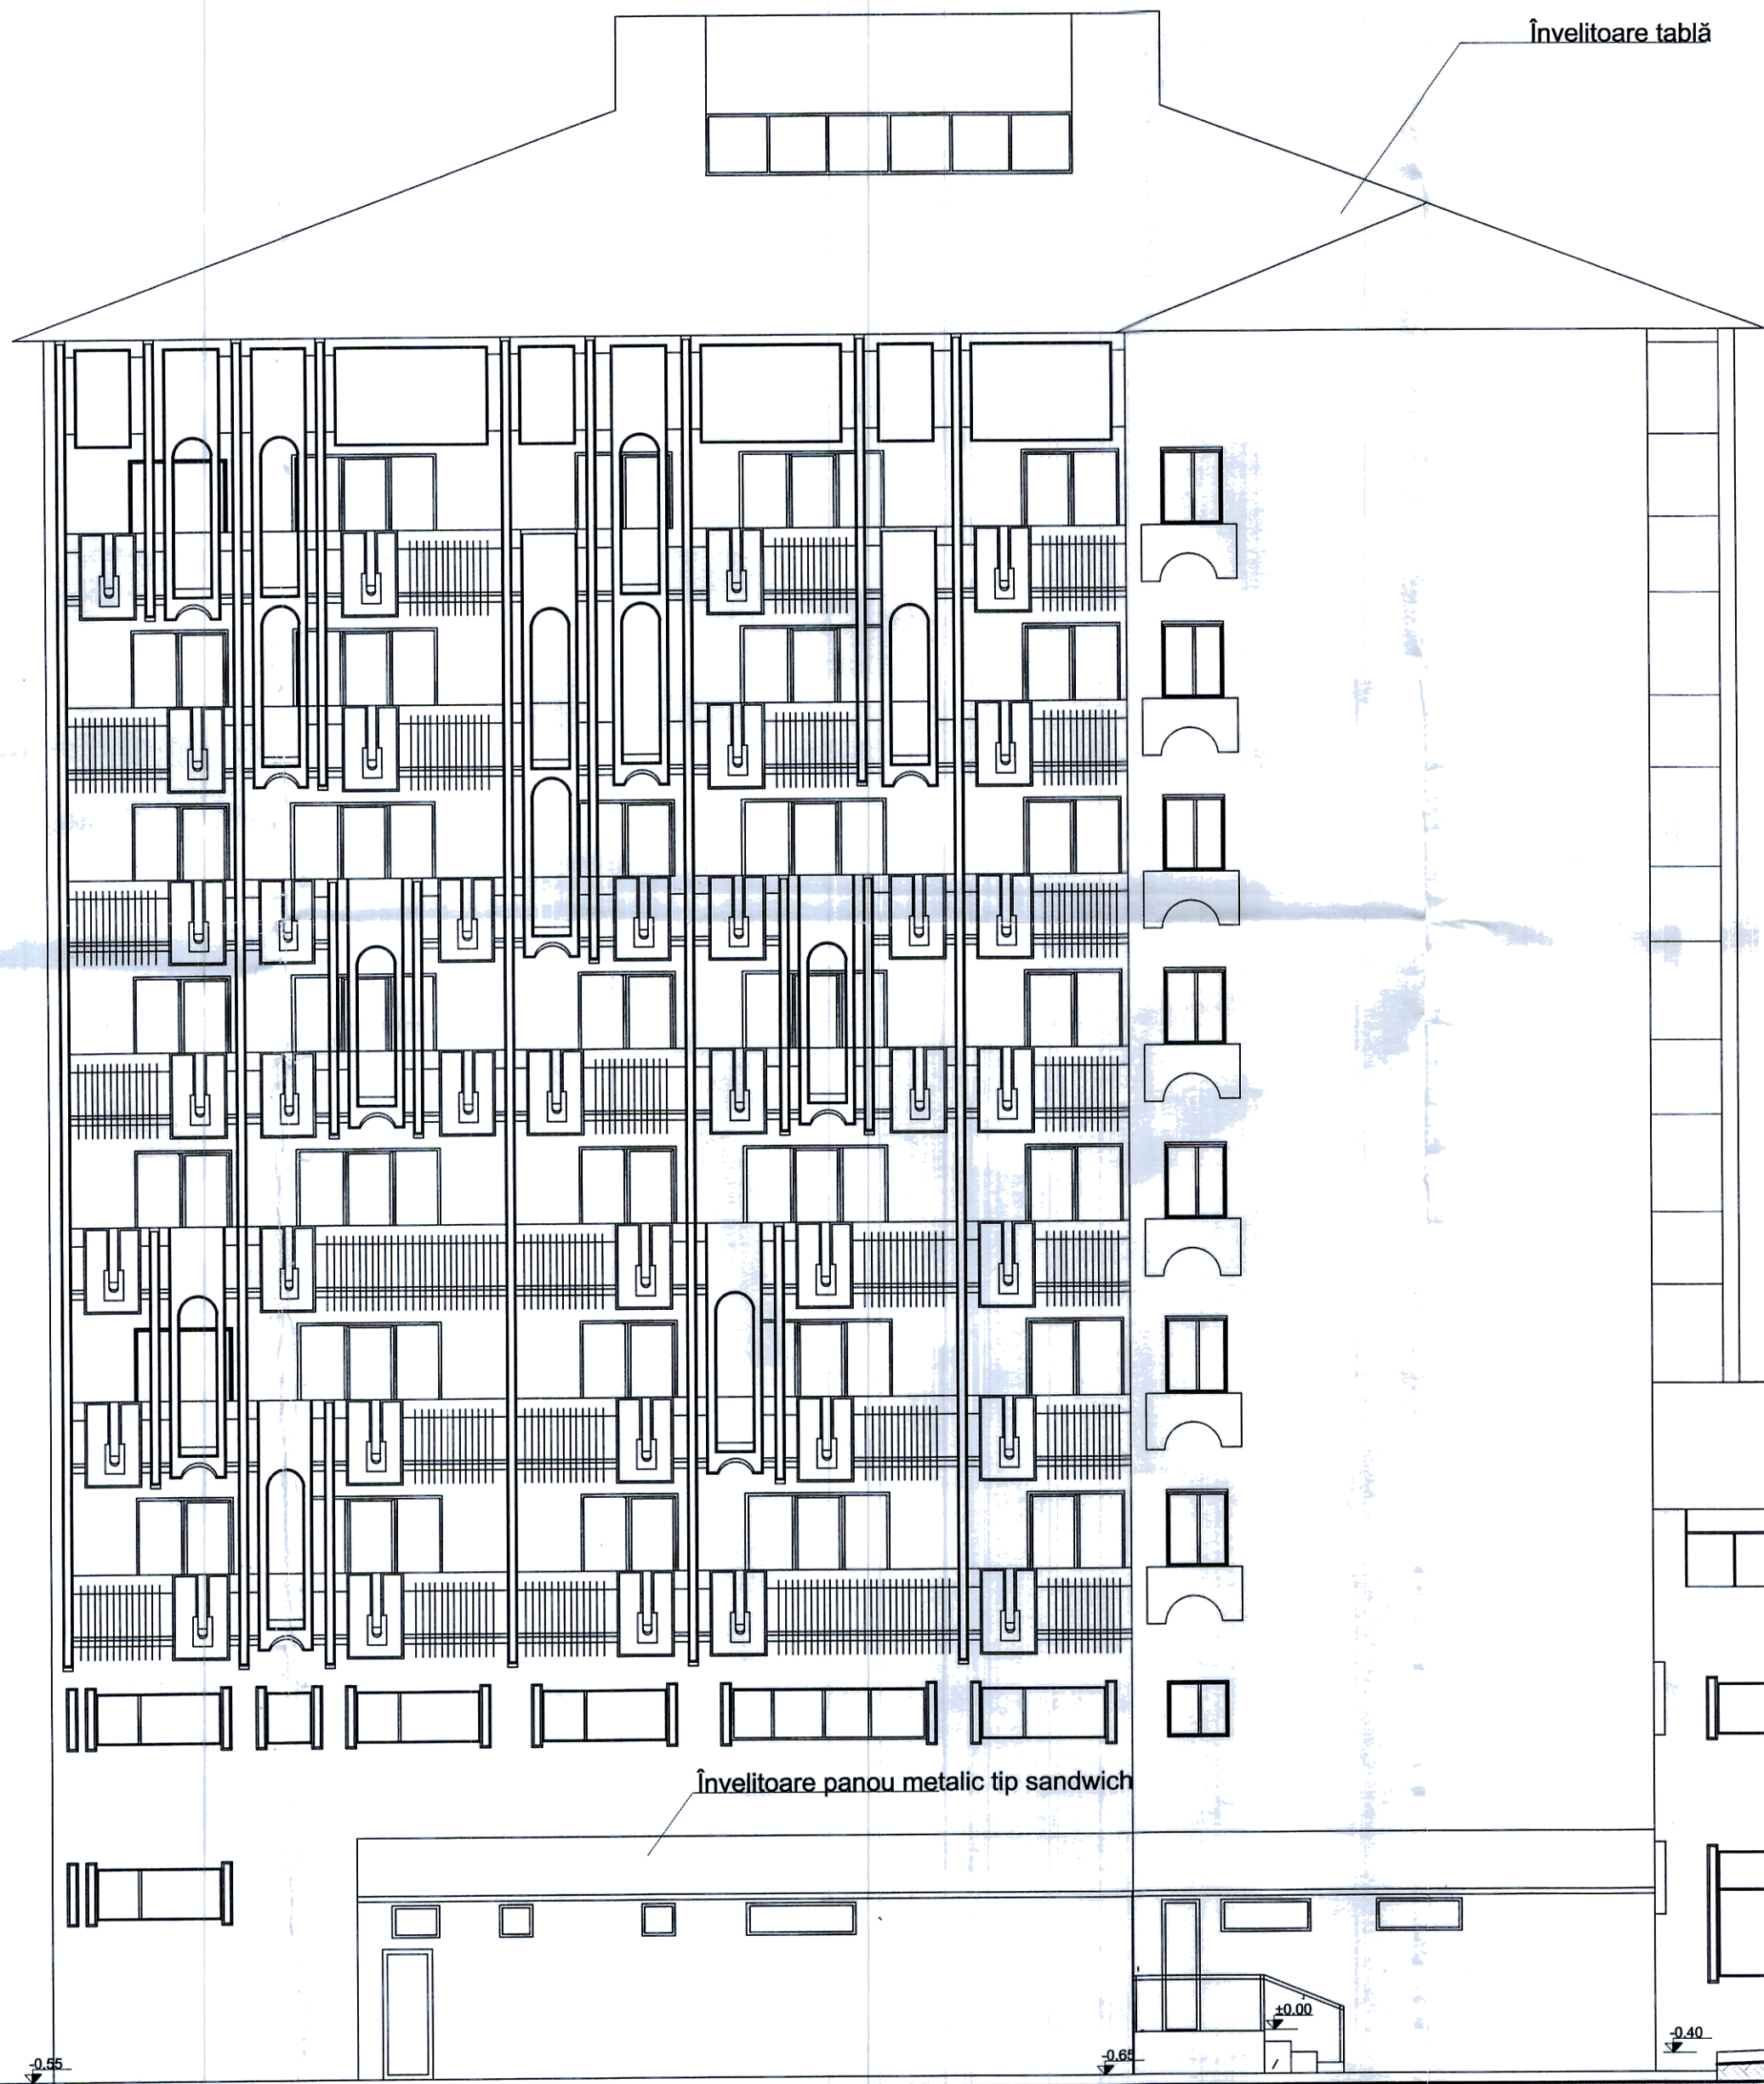 Învelitoare tablă
Învelitoare panou metalic tip sandwich
±0.00
-0.40
-0.55
-0.65